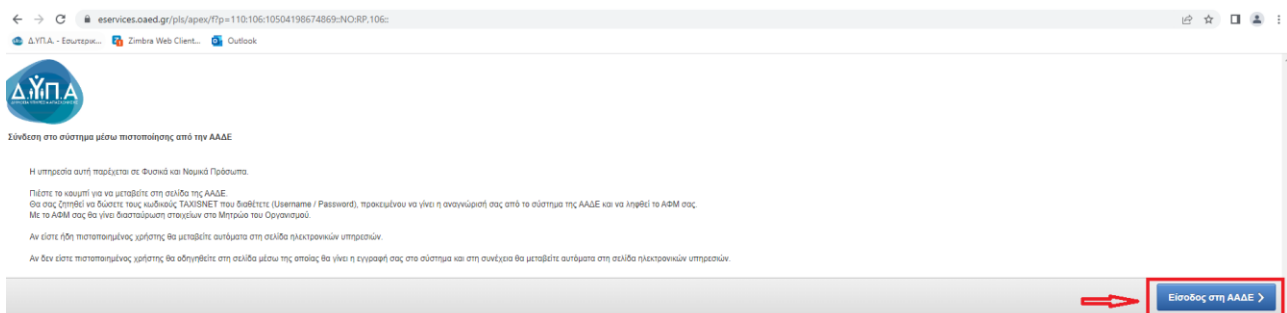 eservices.oaed.gr/pls/apex/f?p=110:106:10504198674869::NO:RP,106::
Δ.ΥΠ.Α. - Εσωτερικ... Zimbra Web Client... Outlook
Δ.ΥΠ.Α
Σύνδεση στο σύστημα μέσω πιστοποίησης από την ΑΑΔΕ
Η υπηρεσία αυτή παρέχεται σε Φυσικά και Νομικά Πρόσωπα.
Πιέστε το κουμπί για να μεταβείτε στη σελίδα της ΑΑΔΕ.
Θα σας ζητηθεί να δώσετε τους κωδικούς TAXISNET που διαθέτετε (Username / Password), προκειμένου να γίνει η αναγνώρισή σας από το σύστημα της ΑΑΔΕ και να ληφθεί το ΑΦΜ σας.
Με το ΑΦΜ σας θα γίνει διασταύρωση στοιχείων στο Μητρώο του Οργανισμού.
Αν είστε ήδη πιστοποιημένος χρήστης θα μεταβείτε αυτόματα στη σελίδα ηλεκτρονικών υπηρεσιών.
Αν δεν είστε πιστοποιημένος χρήστης θα οδηγηθείτε στη σελίδα μέσω της οποίας θα γίνει η εγγραφή σας στο σύστημα και στη συνέχεια θα μεταβείτε αυτόματα στη σελίδα ηλεκτρονικών υπηρεσιών.
Είσοδος στη ΑΑΔΕ